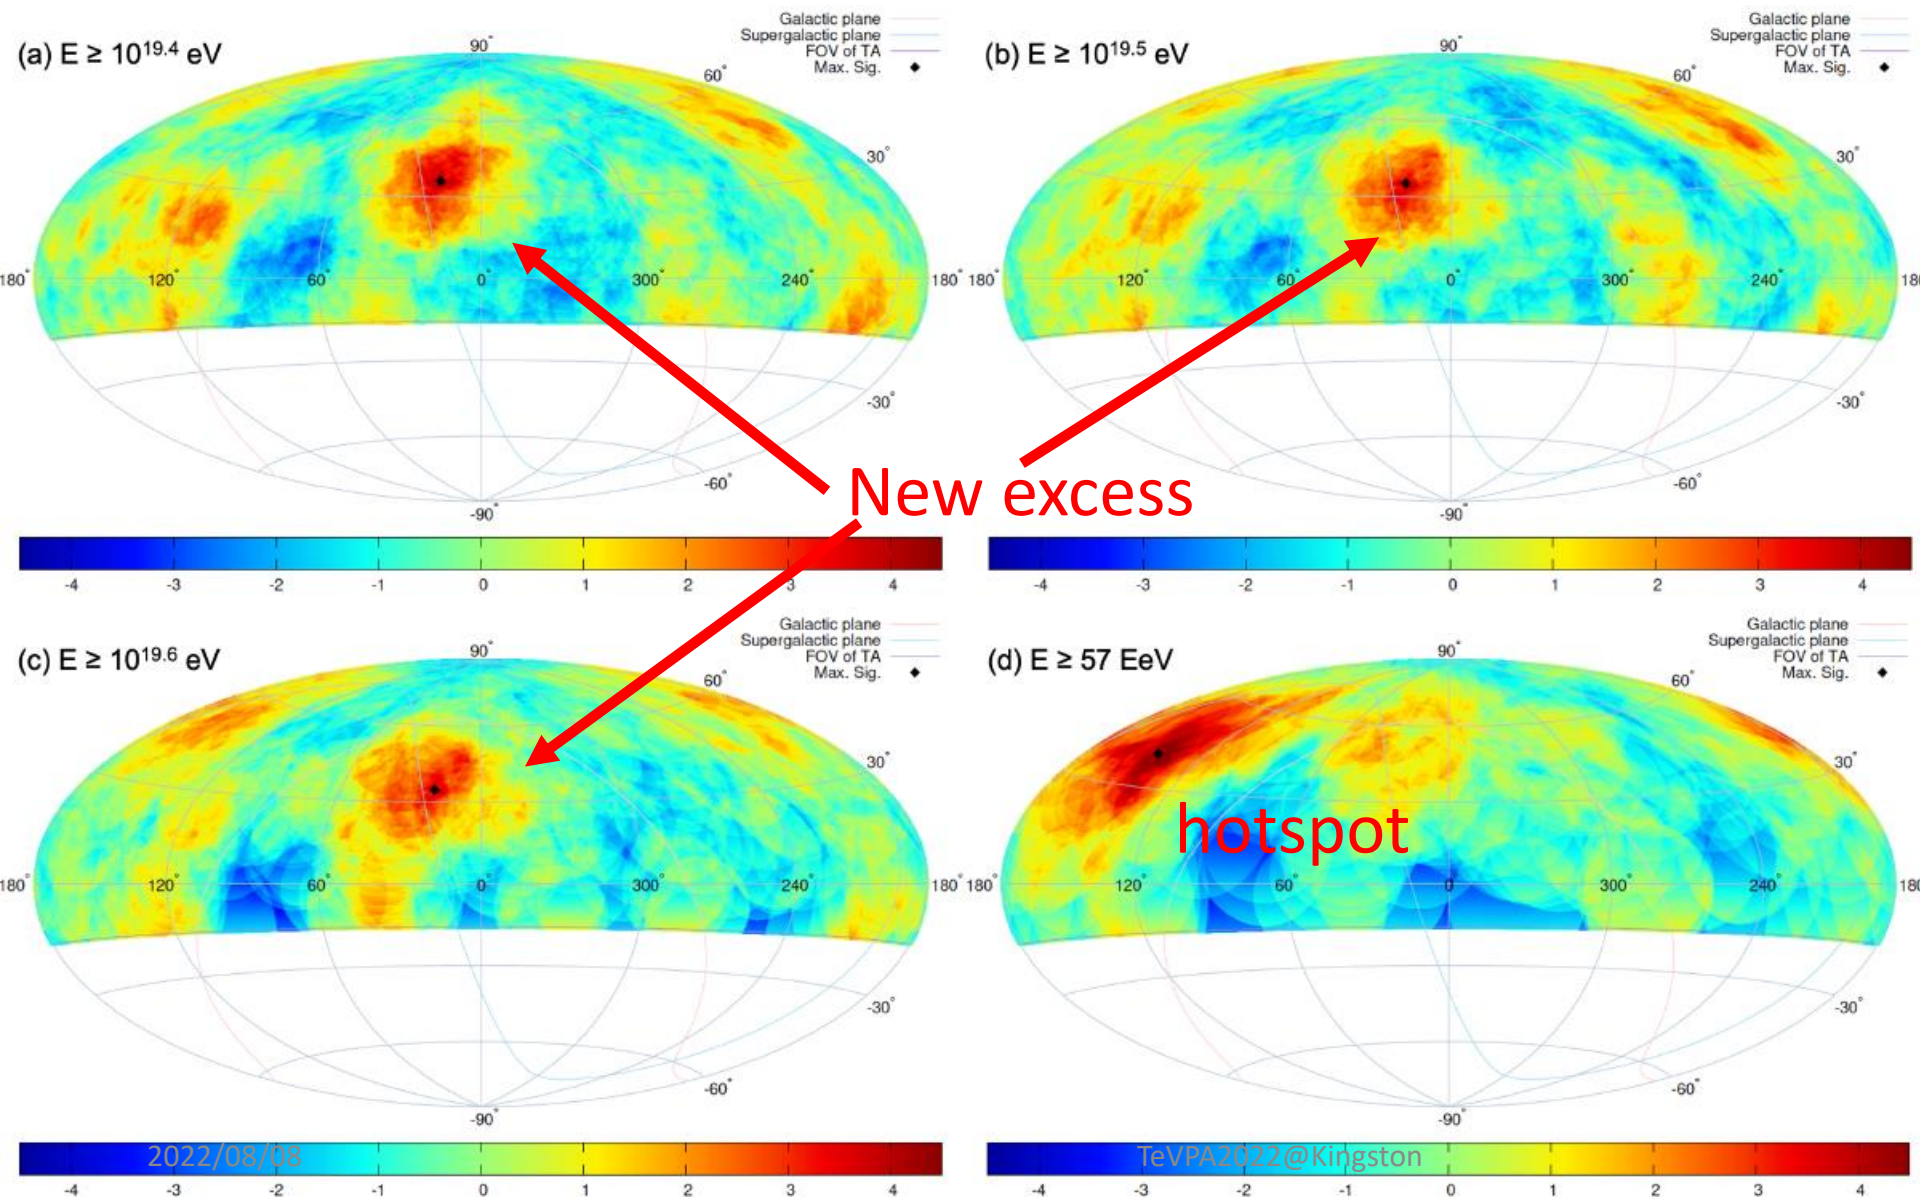 (a) E ≥ 10^19.4 eV
Galactic plane
Supergalactic plane
FOV of TA
Max. Sig.
90°
60°
30°
180° 120° 60° 0° 300° 240° 180°
-30°
-60°
-90°
-4 -3 -2 -1 0 1 2 3 4
(b) E ≥ 10^19.5 eV
Galactic plane
Supergalactic plane
FOV of TA
Max. Sig.
90°
60°
30°
180° 120° 60° 0° 300° 240° 180
-30°
-60°
-90°
-4 -3 -2 -1 0 1 2 3 4
New excess
(c) E ≥ 10^19.6 eV
Galactic plane
Supergalactic plane
FOV of TA
Max. Sig.
90°
60°
30°
180° 120° 60° 0° 300° 240° 180°
-30°
-60°
-90°
-4 -3 -2 -1 0 1 2 3 4
2022/08/08
(d) E ≥ 57 EeV
Galactic plane
Supergalactic plane
FOV of TA
Max. Sig.
90°
60°
30°
hotspot
180° 120° 60° 0° 300° 240° 180
-30°
-60°
-90°
TeVPA2022@Kingston
-4 -3 -2 -1 0 1 2 3 4